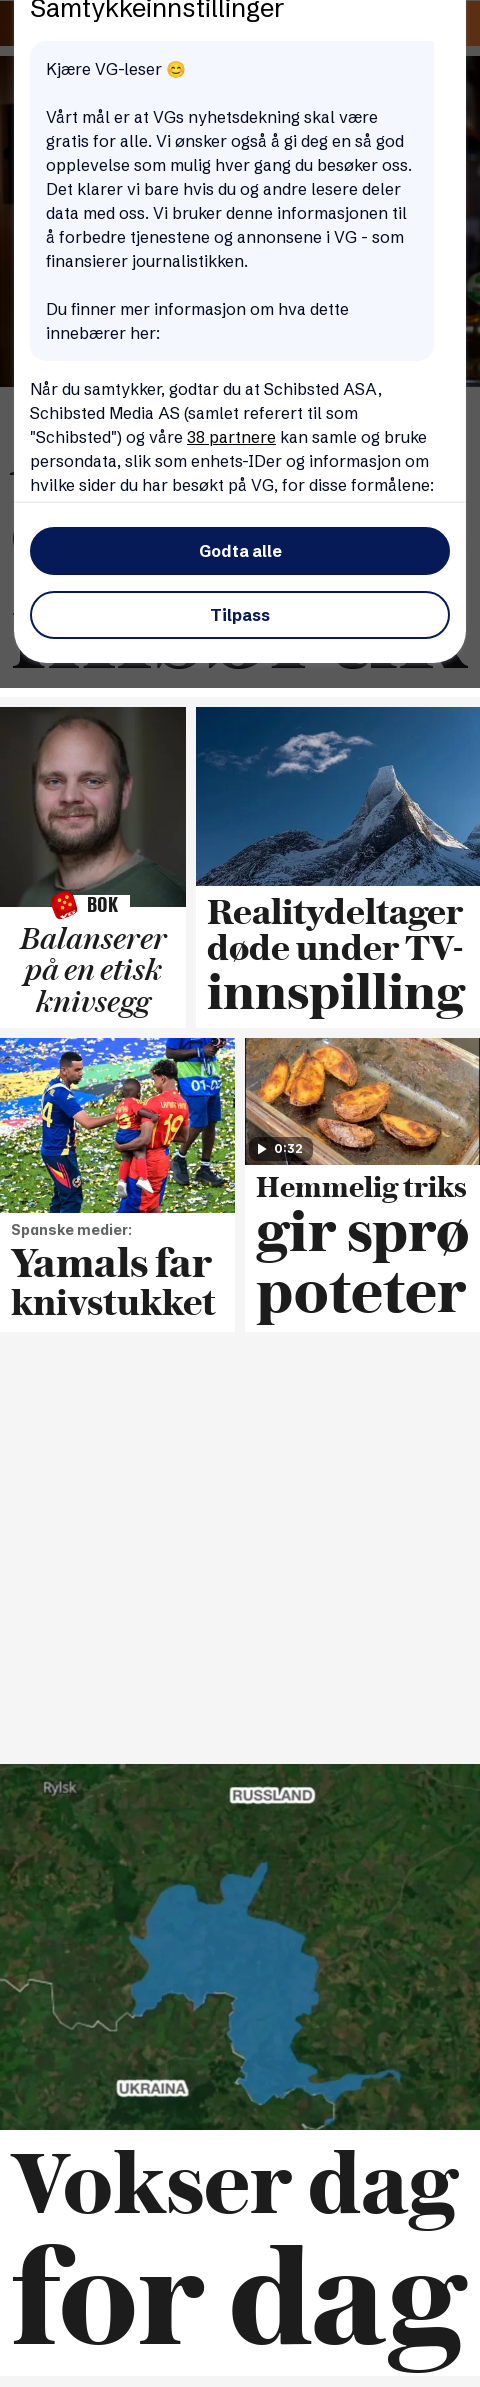 Samtykkeinnstillinger
Kjære VG-leser 😊
Vårt mål er at VGs nyhetsdekning skal være
gratis for alle. Vi ønsker også å gi deg en så god
opplevelse som mulig hver gang du besøker oss.
Det klarer vi bare hvis du og andre lesere deler
data med oss. Vi bruker denne informasjonen til
å forbedre tjenestene og annonsene i VG - som
finansierer journalistikken.
Du finner mer informasjon om hva dette
innebærer her:
Når du samtykker, godtar du at Schibsted ASA,
Schibsted Media AS (samlet referert til som
"Schibsted") og våre 38 partnere kan samle og bruke
persondata, slik som enhets-IDer og informasjon om
hvilke sider du har besøkt på VG, for disse formålene:
Godta alle
Tilpass
BOK
Balanserer
på en etisk
knivsegg
Realitydeltager
døde under TV-
innspilling
01-02
19
Spanske medier:
Yamals far
knivstukket
0:32
Hemmelig triks
gir sprø
poteter
Rylsk
RUSSLAND
UKRAINA
Vokser dag
for dag